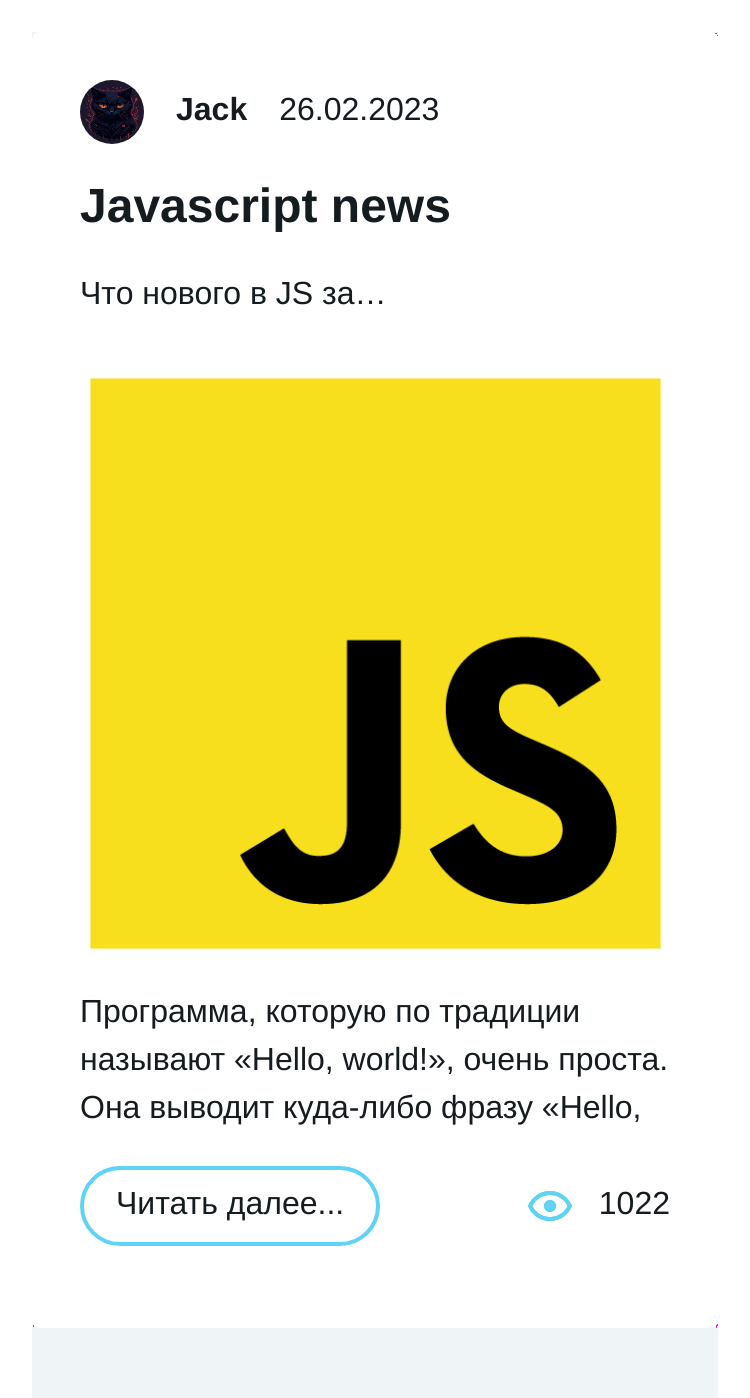 Jack 26.02.2023
Javascript news
Что нового в JS за…
JS
Программа, которую по традиции
называют «Hello, world!», очень проста.
Она выводит куда-либо фразу «Hello,
Читать далее... 1022